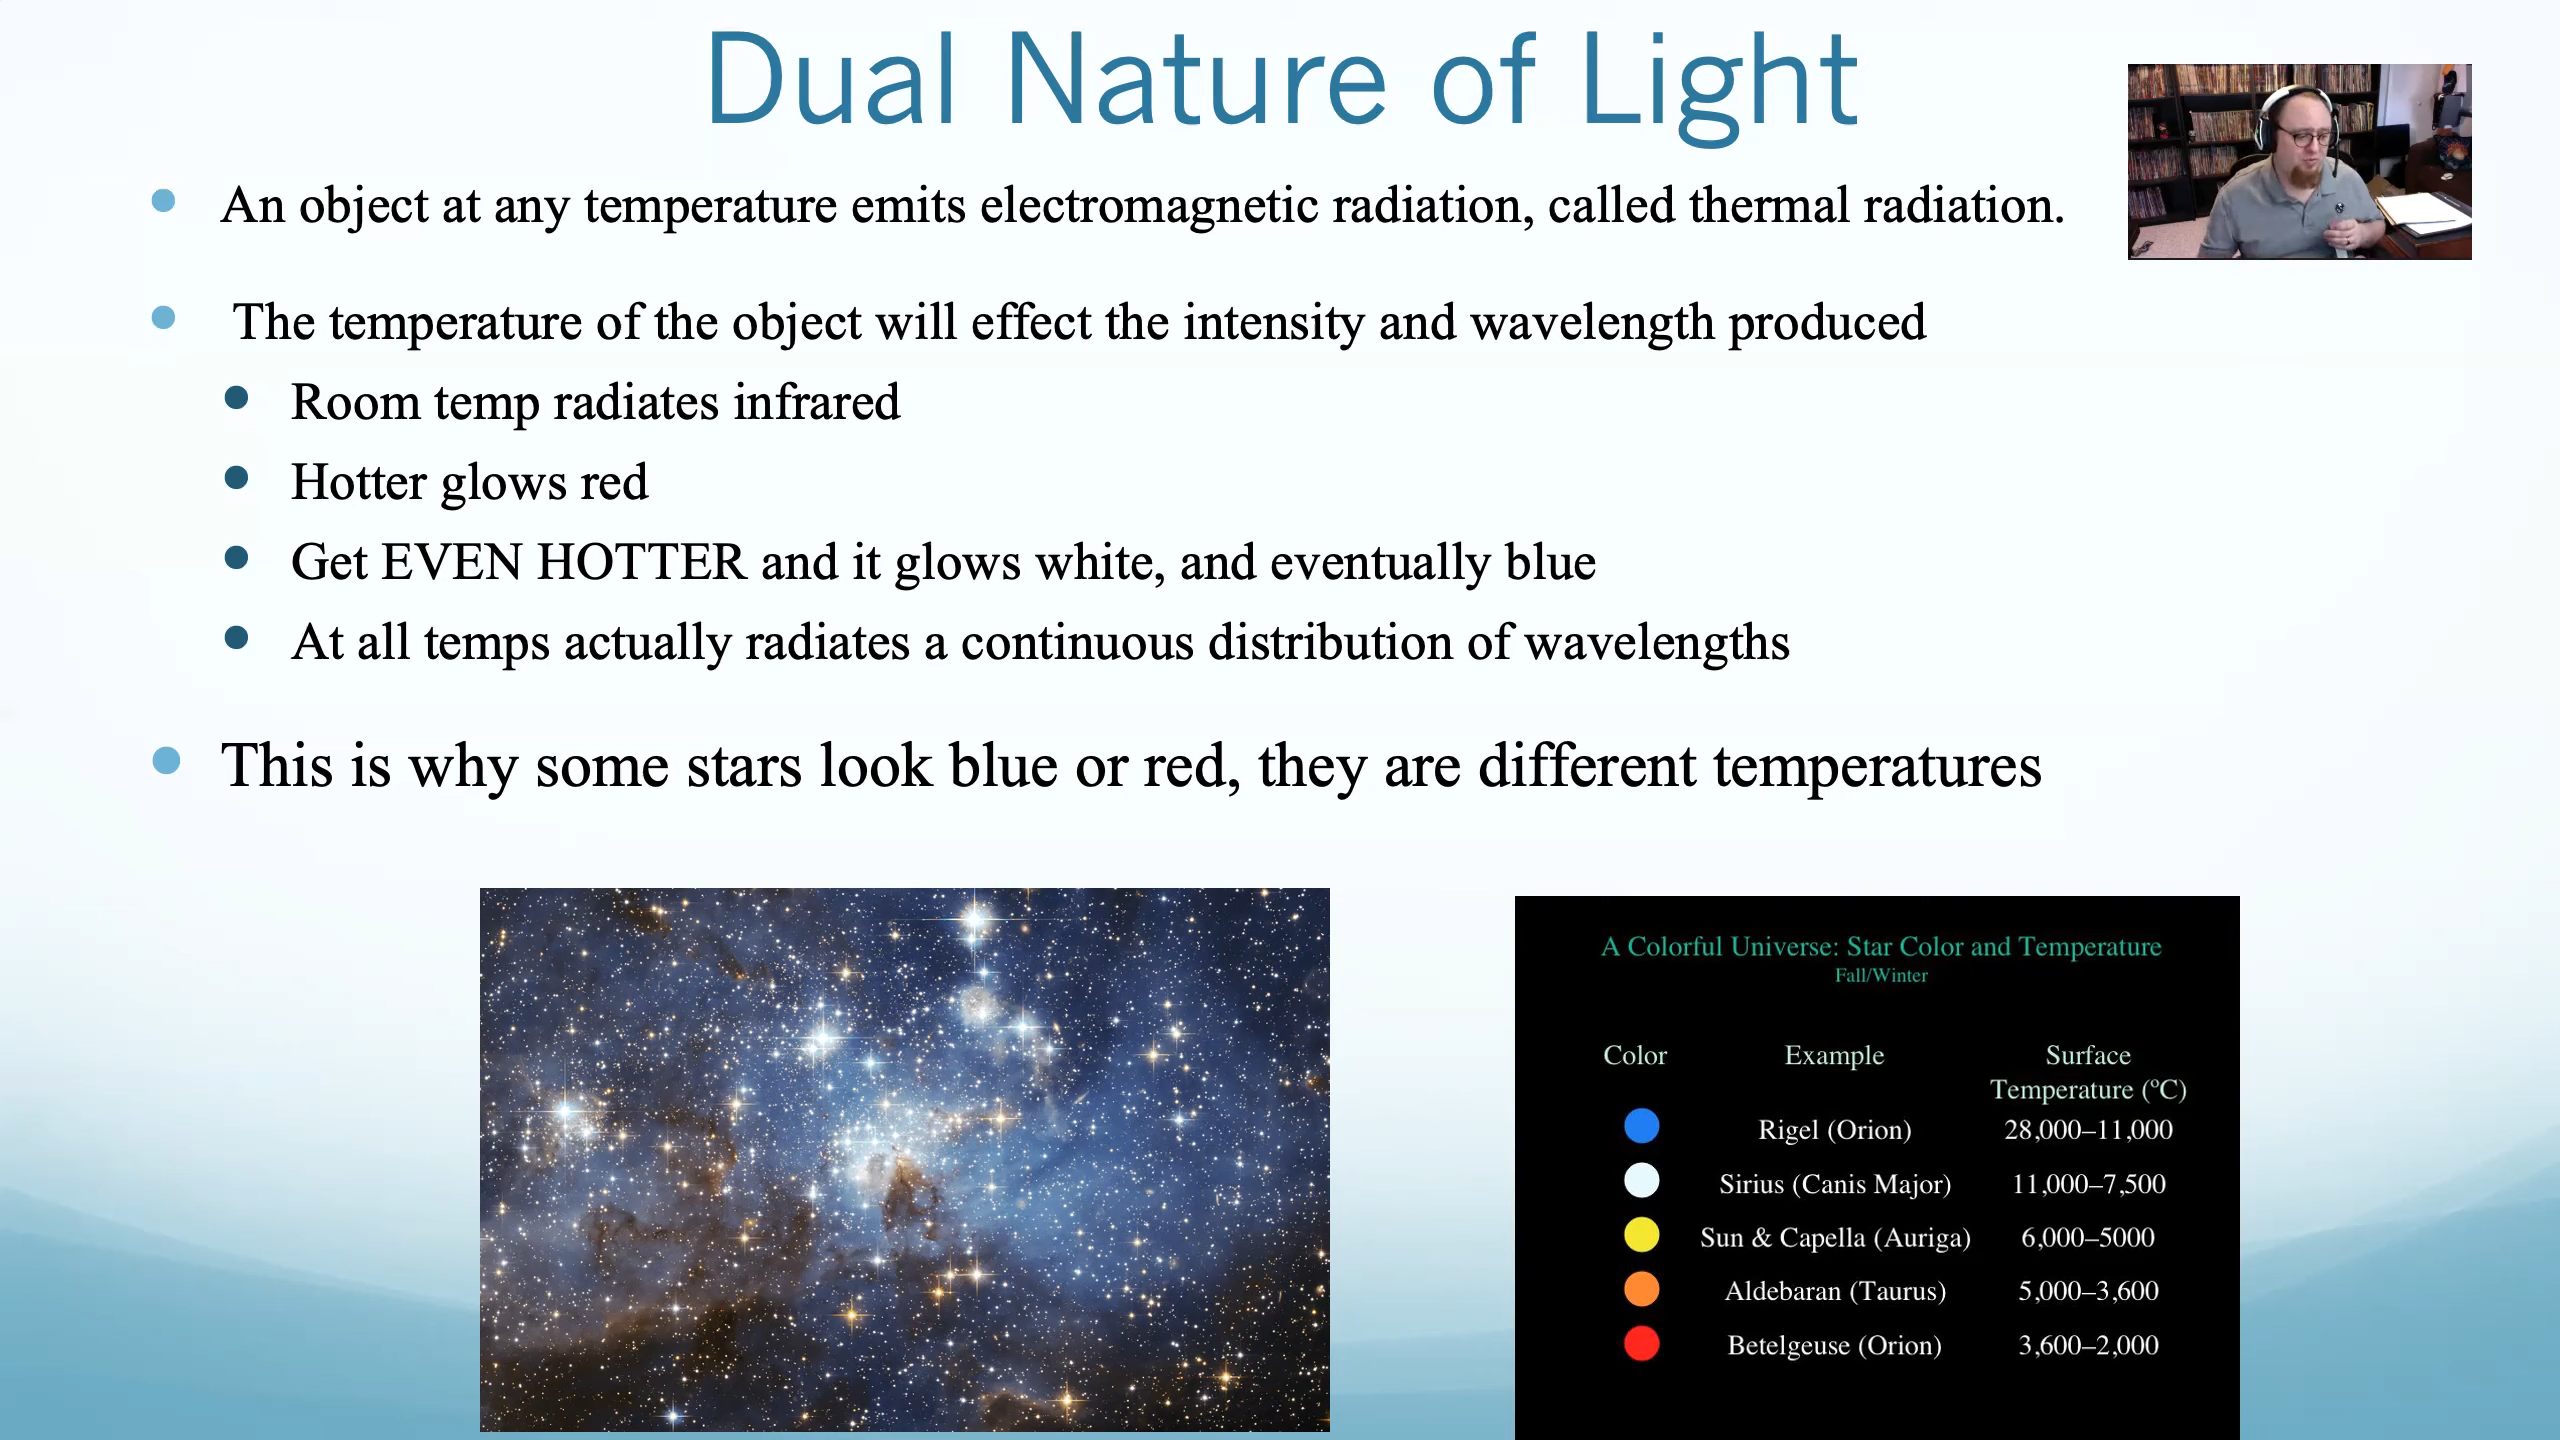 Dual Nature of Light
An object at any temperature emits electromagnetic radiation, called thermal radiation.
The temperature of the object will effect the intensity and wavelength produced
Room temp radiates infrared
Hotter glows red
Get EVEN HOTTER and it glows white, and eventually blue
At all temps actually radiates a continuous distribution of wavelengths
This is why some stars look blue or red, they are different temperatures
A Colorful Universe: Star Color and Temperature
Fall/Winter
Color Example Surface
Temperature (ºC)
Rigel (Orion) 28,000–11,000
Sirius (Canis Major) 11,000–7,500
Sun & Capella (Auriga) 6,000–5000
Aldebaran (Taurus) 5,000–3,600
Betelgeuse (Orion) 3,600–2,000